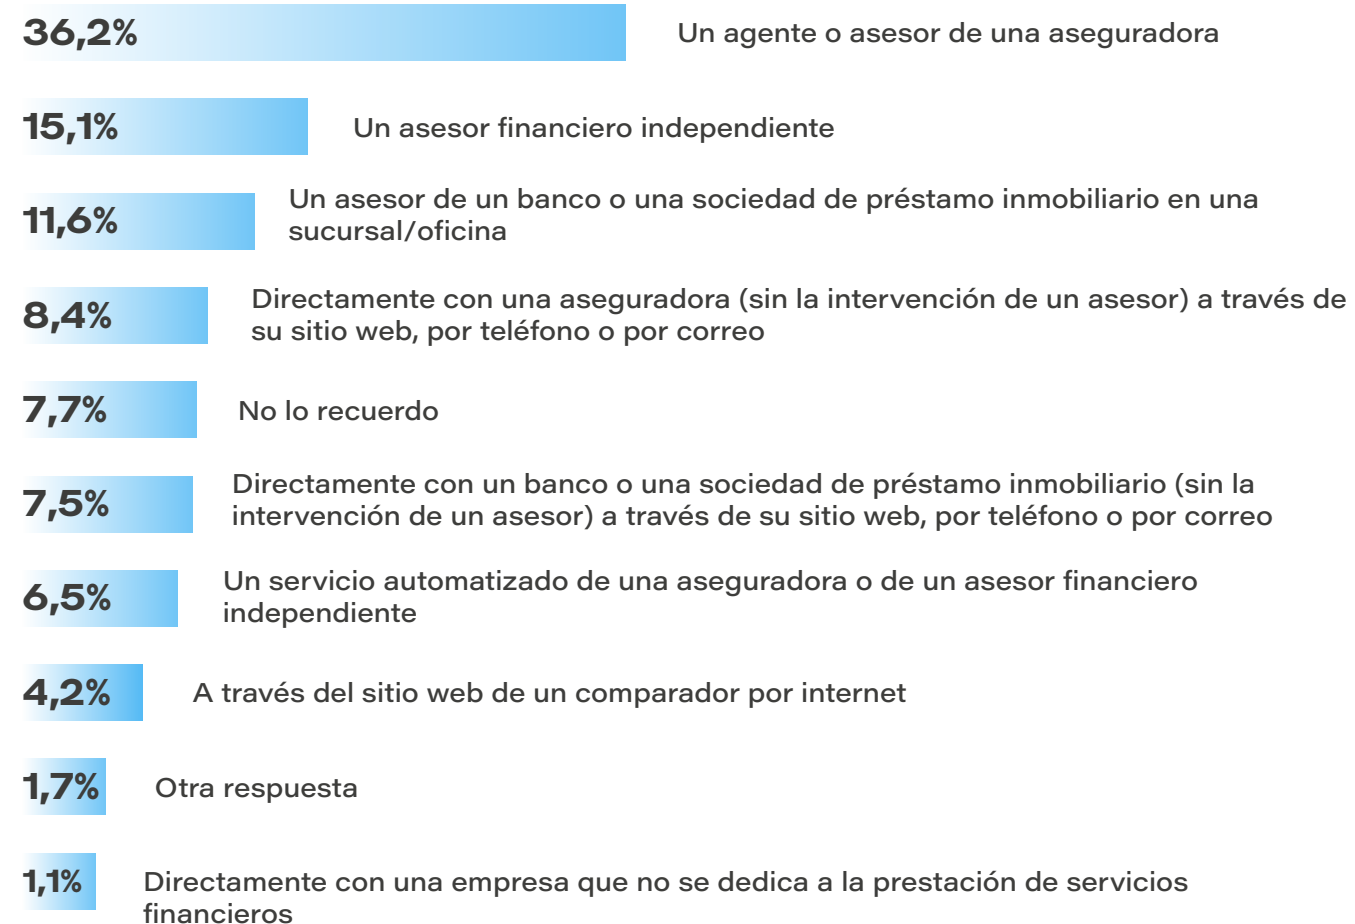 36,2%
Un agente o asesor de una aseguradora
15,1%
Un asesor financiero independiente
11,6%
Un asesor de un banco o una sociedad de préstamo inmobiliario en una
sucursal/oficina
8,4%
Directamente con una aseguradora (sin la intervención de un asesor) a través de
su sitio web, por teléfono o por correo
7,7%
No lo recuerdo
7,5%
Directamente con un banco o una sociedad de préstamo inmobiliario (sin la
intervención de un asesor) a través de su sitio web, por teléfono o por correo
6,5%
Un servicio automatizado de una aseguradora o de un asesor financiero
independiente
4,2%
A través del sitio web de un comparador por internet
1,7%
Otra respuesta
1,1%
Directamente con una empresa que no se dedica a la prestación de servicios
financieros